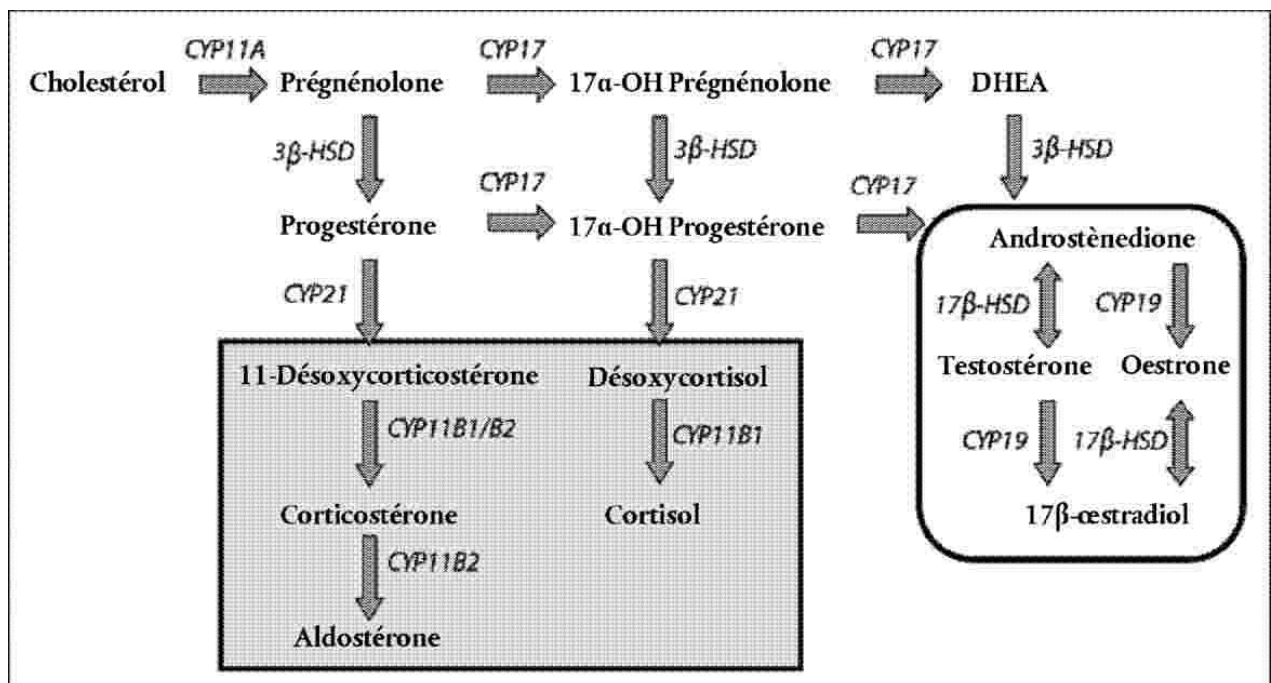 CYP11A CYP17 CYP17
Cholestérol Prégnénolone 17α-OH Prégnénolone DHEA
3β-HSD 3β-HSD 3β-HSD
CYP17 CYP17
Progestérone 17α-OH Progestérone
Androstènedione
CYP21 CYP21
17β-HSD CYP19
11-Désoxycorticostérone Désoxycortisol
Testostérone Oestrone
CYP11B1/B2 CYP11B1
CYP19 17β-HSD
Corticostérone Cortisol
17β-œstradiol
CYP11B2
Aldostérone